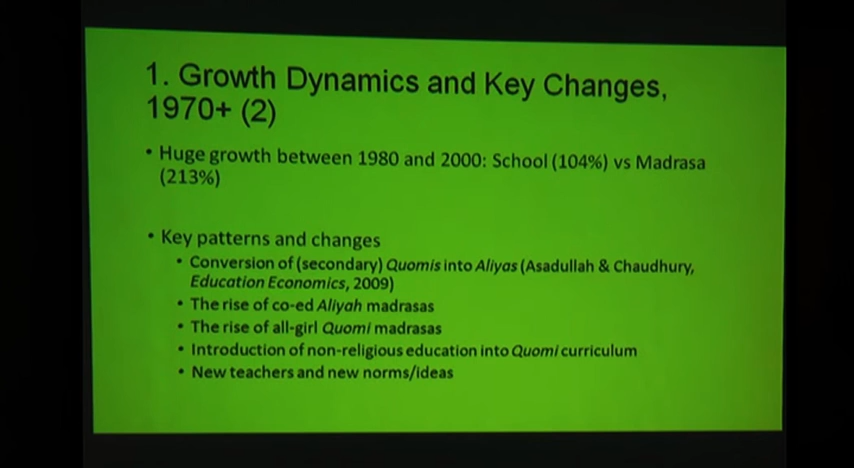 1. Growth Dynamics and Key Changes,
1970+ (2)
• Huge growth between 1980 and 2000: School (104%) vs Madrasa
(213%)
• Key patterns and changes
• Conversion of (secondary) Quomis into Aliyas (Asadullah & Chaudhury,
Education Economics, 2009)
• The rise of co-ed Aliyah madrasas
• The rise of all-girl Quomi madrasas
• Introduction of non-religious education into Quomi curriculum
• New teachers and new norms/ideas